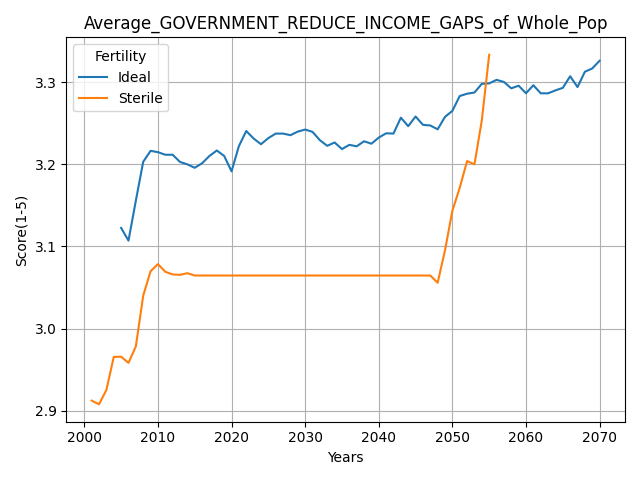 Average_GOVERNMENT_REDUCE_INCOME_GAPS_of_Whole_Pop
Fertility
Ideal
Sterile
Score(1-5)
3.3
3.2
3.1
3.0
2.9
2000 2010 2020 2030 2040 2050 2060 2070
Years